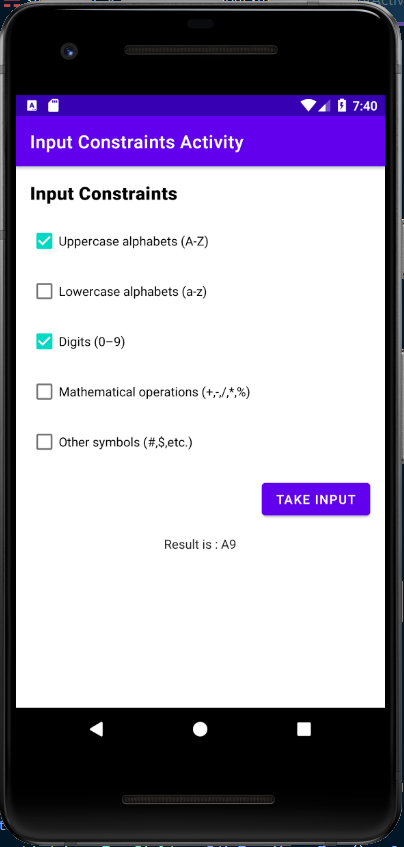 7:40
Input Constraints Activity
Input Constraints
Uppercase alphabets (A-Z)
Lowercase alphabets (a-z)
Digits (0–9)
Mathematical operations (+,-,/,*,%)
Other symbols (#,$,etc.)
TAKE INPUT
Result is : A9